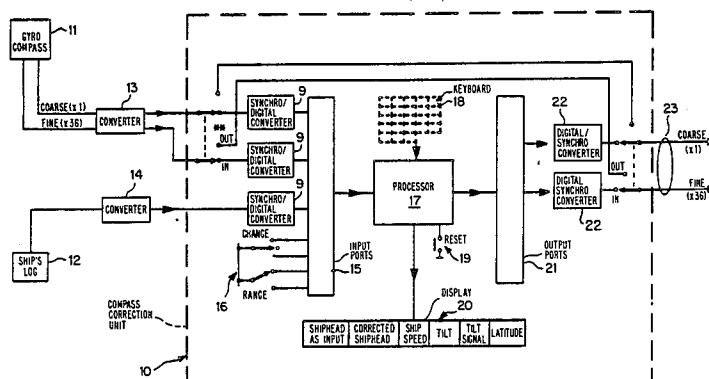 11
GYRO
COMPASS
COARSE (x1)
FINE (x36)
13
CONVERTER
9
SYNCHRO/
DIGITAL
CONVERTER
OUT
9
SYNCHRO/
DIGITAL
CONVERTER
IN
14
CONVERTER
9
SYNCHRO/
DIGITAL
CONVERTER
SHIP'S
LOG
12
CHANGE
16
RANGE
INPUT
PORTS
15
KEYBOARD
18
PROCESSOR
17
RESET
19
OUTPUT
PORTS
21
22
DIGITAL/
SYNCHRO
CONVERTER
OUT
DIGITAL
SYNCHRO
CONVERTER
22
IN
23
COARSE
(x1)
FINE
(x36)
DISPLAY
20
SHIPHEAD
AS INPUT
CORRECTED
SHIPHEAD
SHIP
SPEED
TILT
TILT
SIGNAL
LATITUDE
COMPASS
CORRECTION
UNIT
10